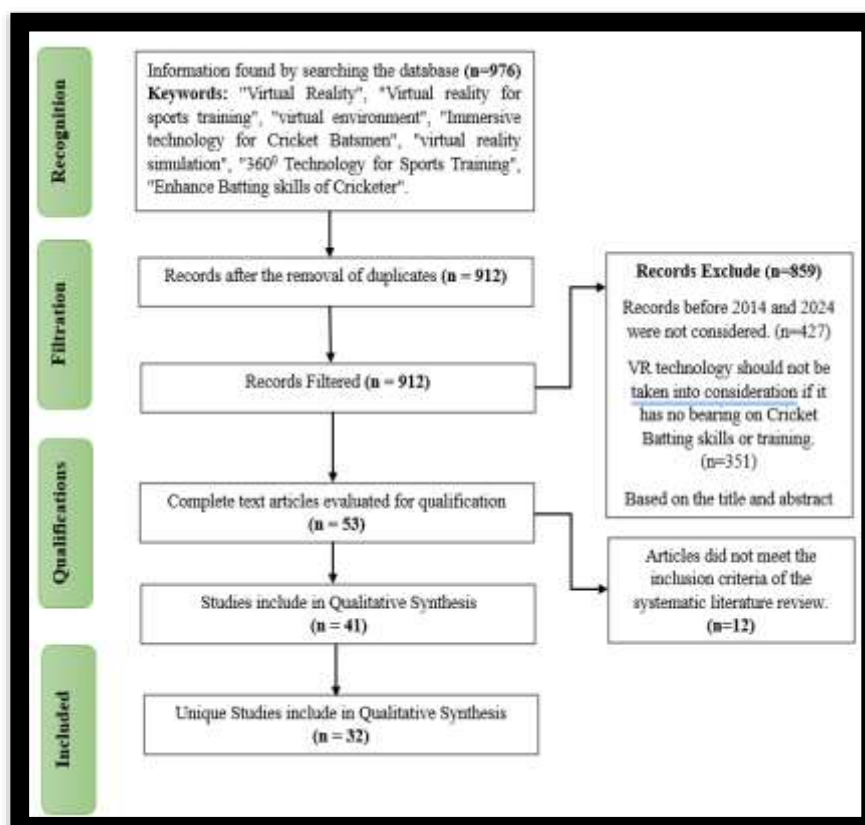 Recognition
Information found by searching the database (n=976)
Keywords: "Virtual Reality", "Virtual reality for
sports training", "virtual environment", "Immersive
technology for Cricket Batsmen", "virtual reality
simulation", "360⁰ Technology for Sports Training",
"Enhance Batting skills of Cricketer".
Filtration
Records after the removal of duplicates (n = 912)
Records Filtered (n = 912)
Records Exclude (n=859)
Records before 2014 and 2024
were not considered. (n=427)
VR technology should not be
taken into consideration if it
has no bearing on Cricket
Batting skills or training.
(n=351)
Based on the title and abstract
Qualifications
Complete text articles evaluated for qualification
(n = 53)
Articles did not meet the
inclusion criteria of the
systematic literature review.
(n=12)
Studies include in Qualitative Synthesis
(n = 41)
Included
Unique Studies include in Qualitative Synthesis
(n = 32)